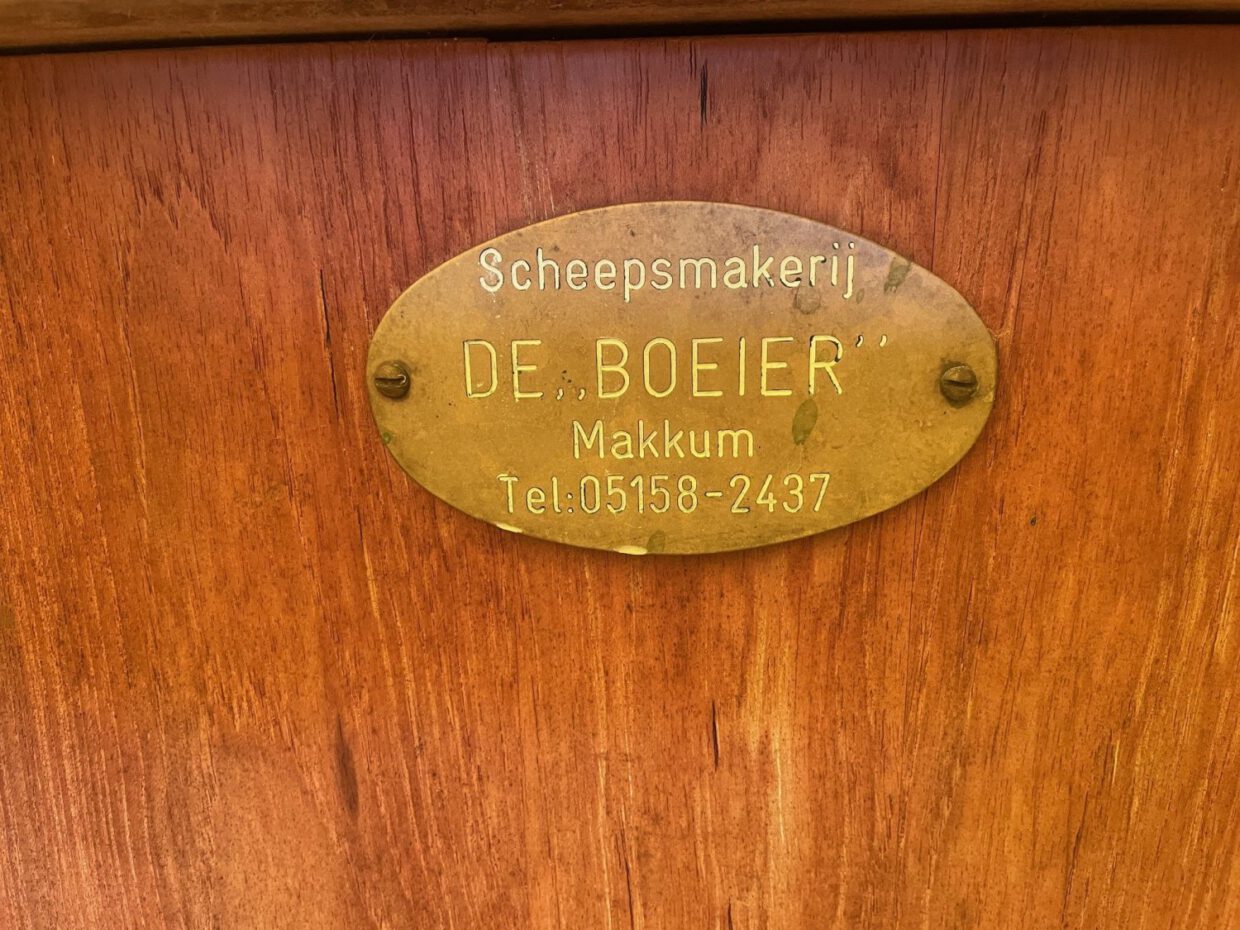 Scheepsmakerij
DE „BOEIER’’
Makkum
Tel:05158-2437